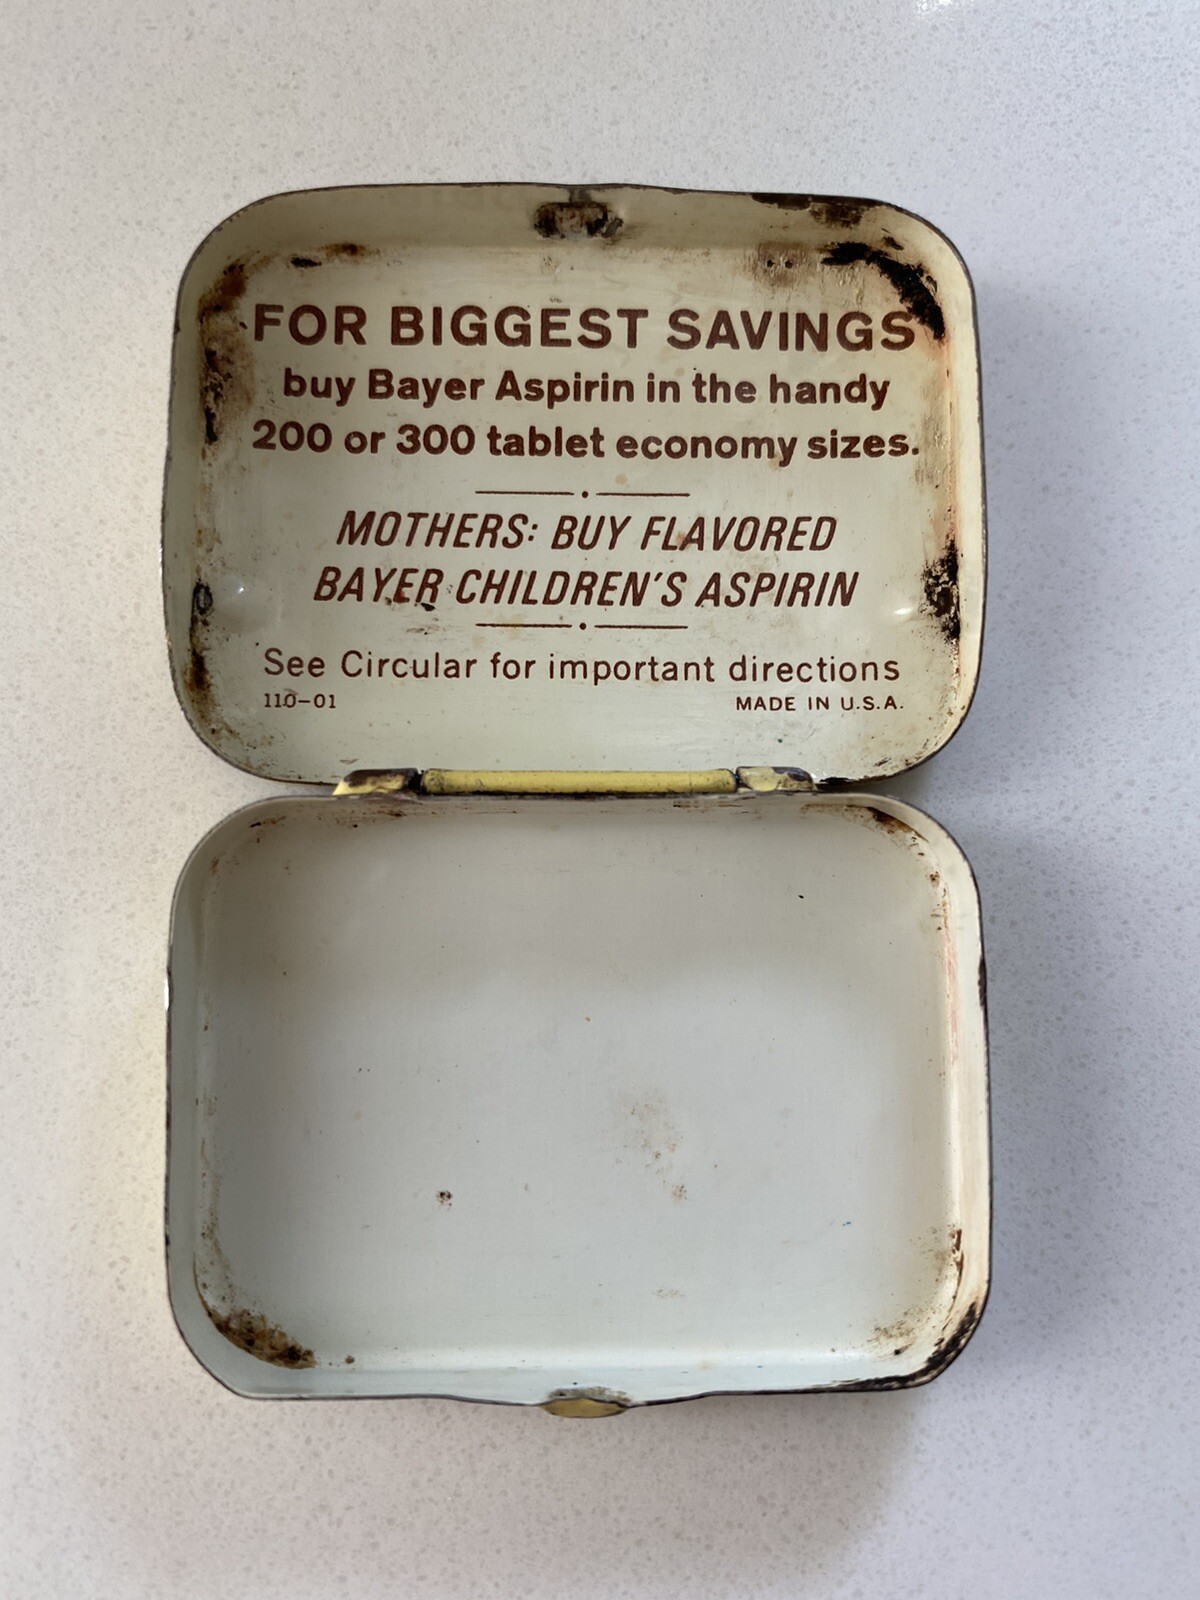 FOR BIGGEST SAVINGS
buy Bayer Aspirin in the handy
200 or 300 tablet economy sizes.
MOTHERS: BUY FLAVORED
BAYER CHILDREN'S ASPIRIN
See Circular for important directions
110-01 MADE IN U.S.A.